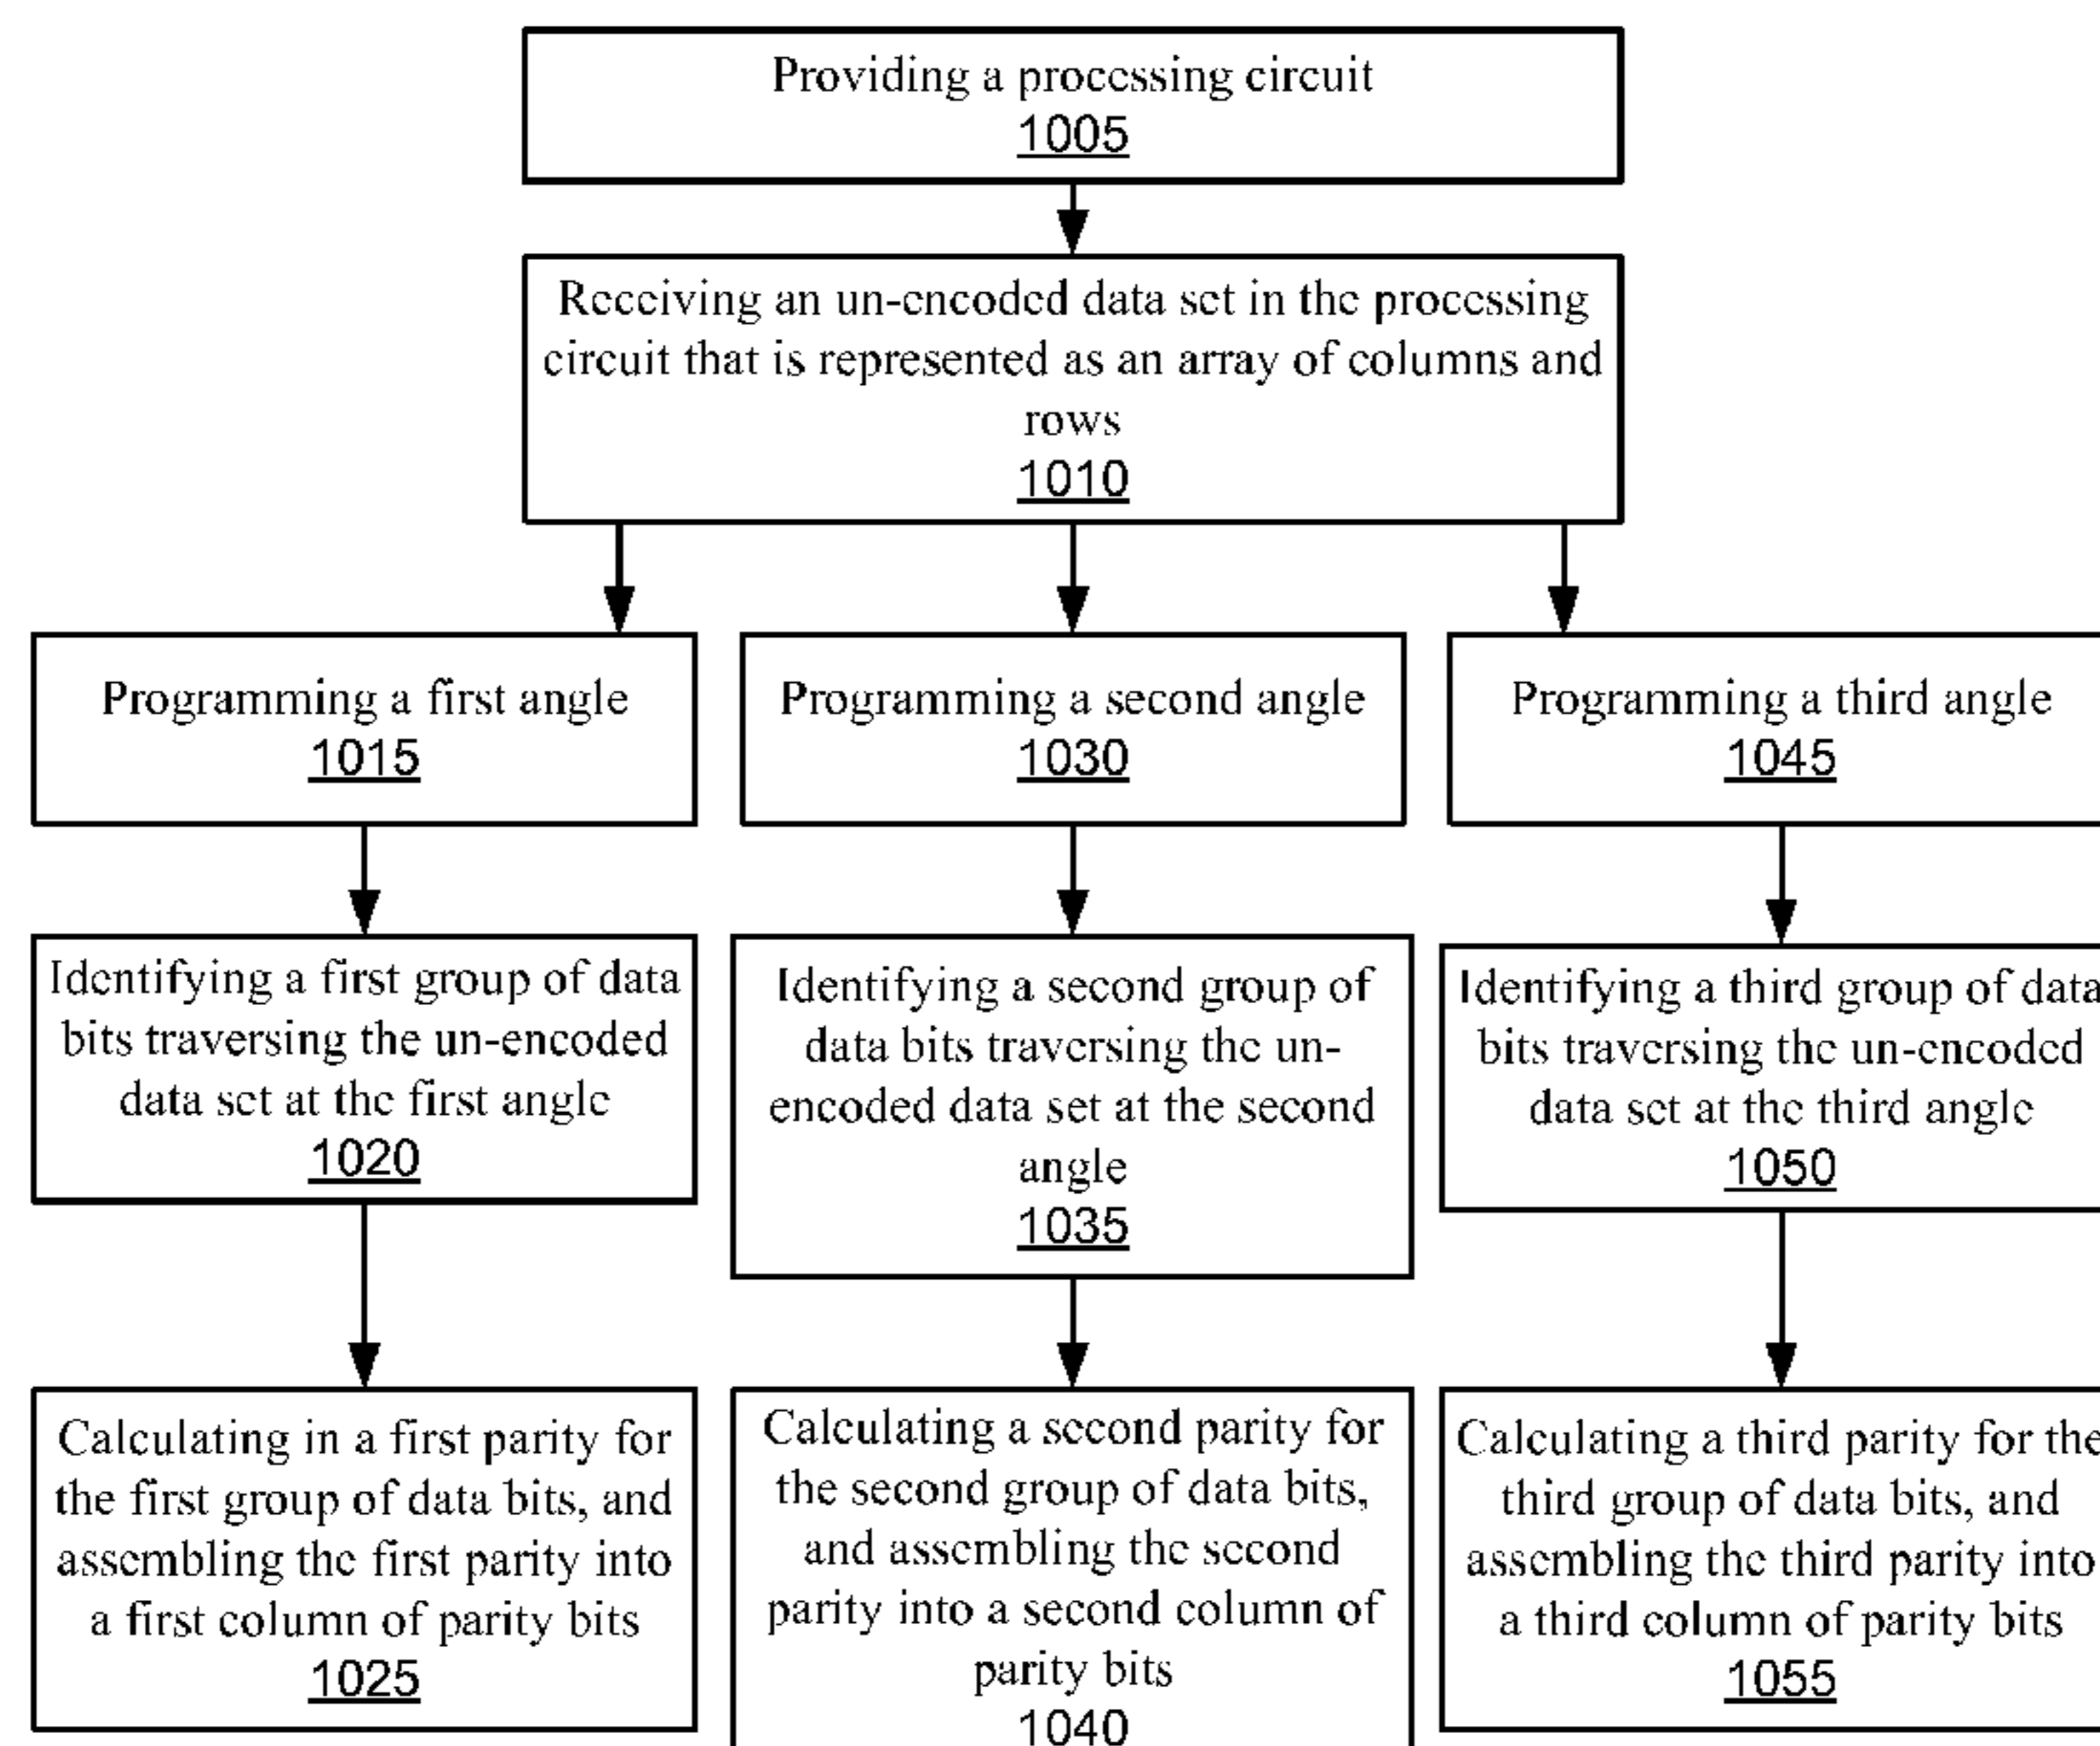 Providing a processing circuit
1005
Receiving an un-encoded data set in the processing
circuit that is represented as an array of columns and
rows
1010
Programming a first angle
1015
Programming a second angle
1030
Programming a third angle
1045
Identifying a first group of data
bits traversing the un-encoded
data set at the first angle
1020
Identifying a second group of
data bits traversing the un-
encoded data set at the second
angle
1035
Identifying a third group of data
bits traversing the un-encoded
data set at the third angle
1050
Calculating in a first parity for
the first group of data bits, and
assembling the first parity into
a first column of parity bits
1025
Calculating a second parity for
the second group of data bits,
and assembling the second
parity into a second column of
parity bits
1040
Calculating a third parity for the
third group of data bits, and
assembling the third parity into
a third column of parity bits
1055